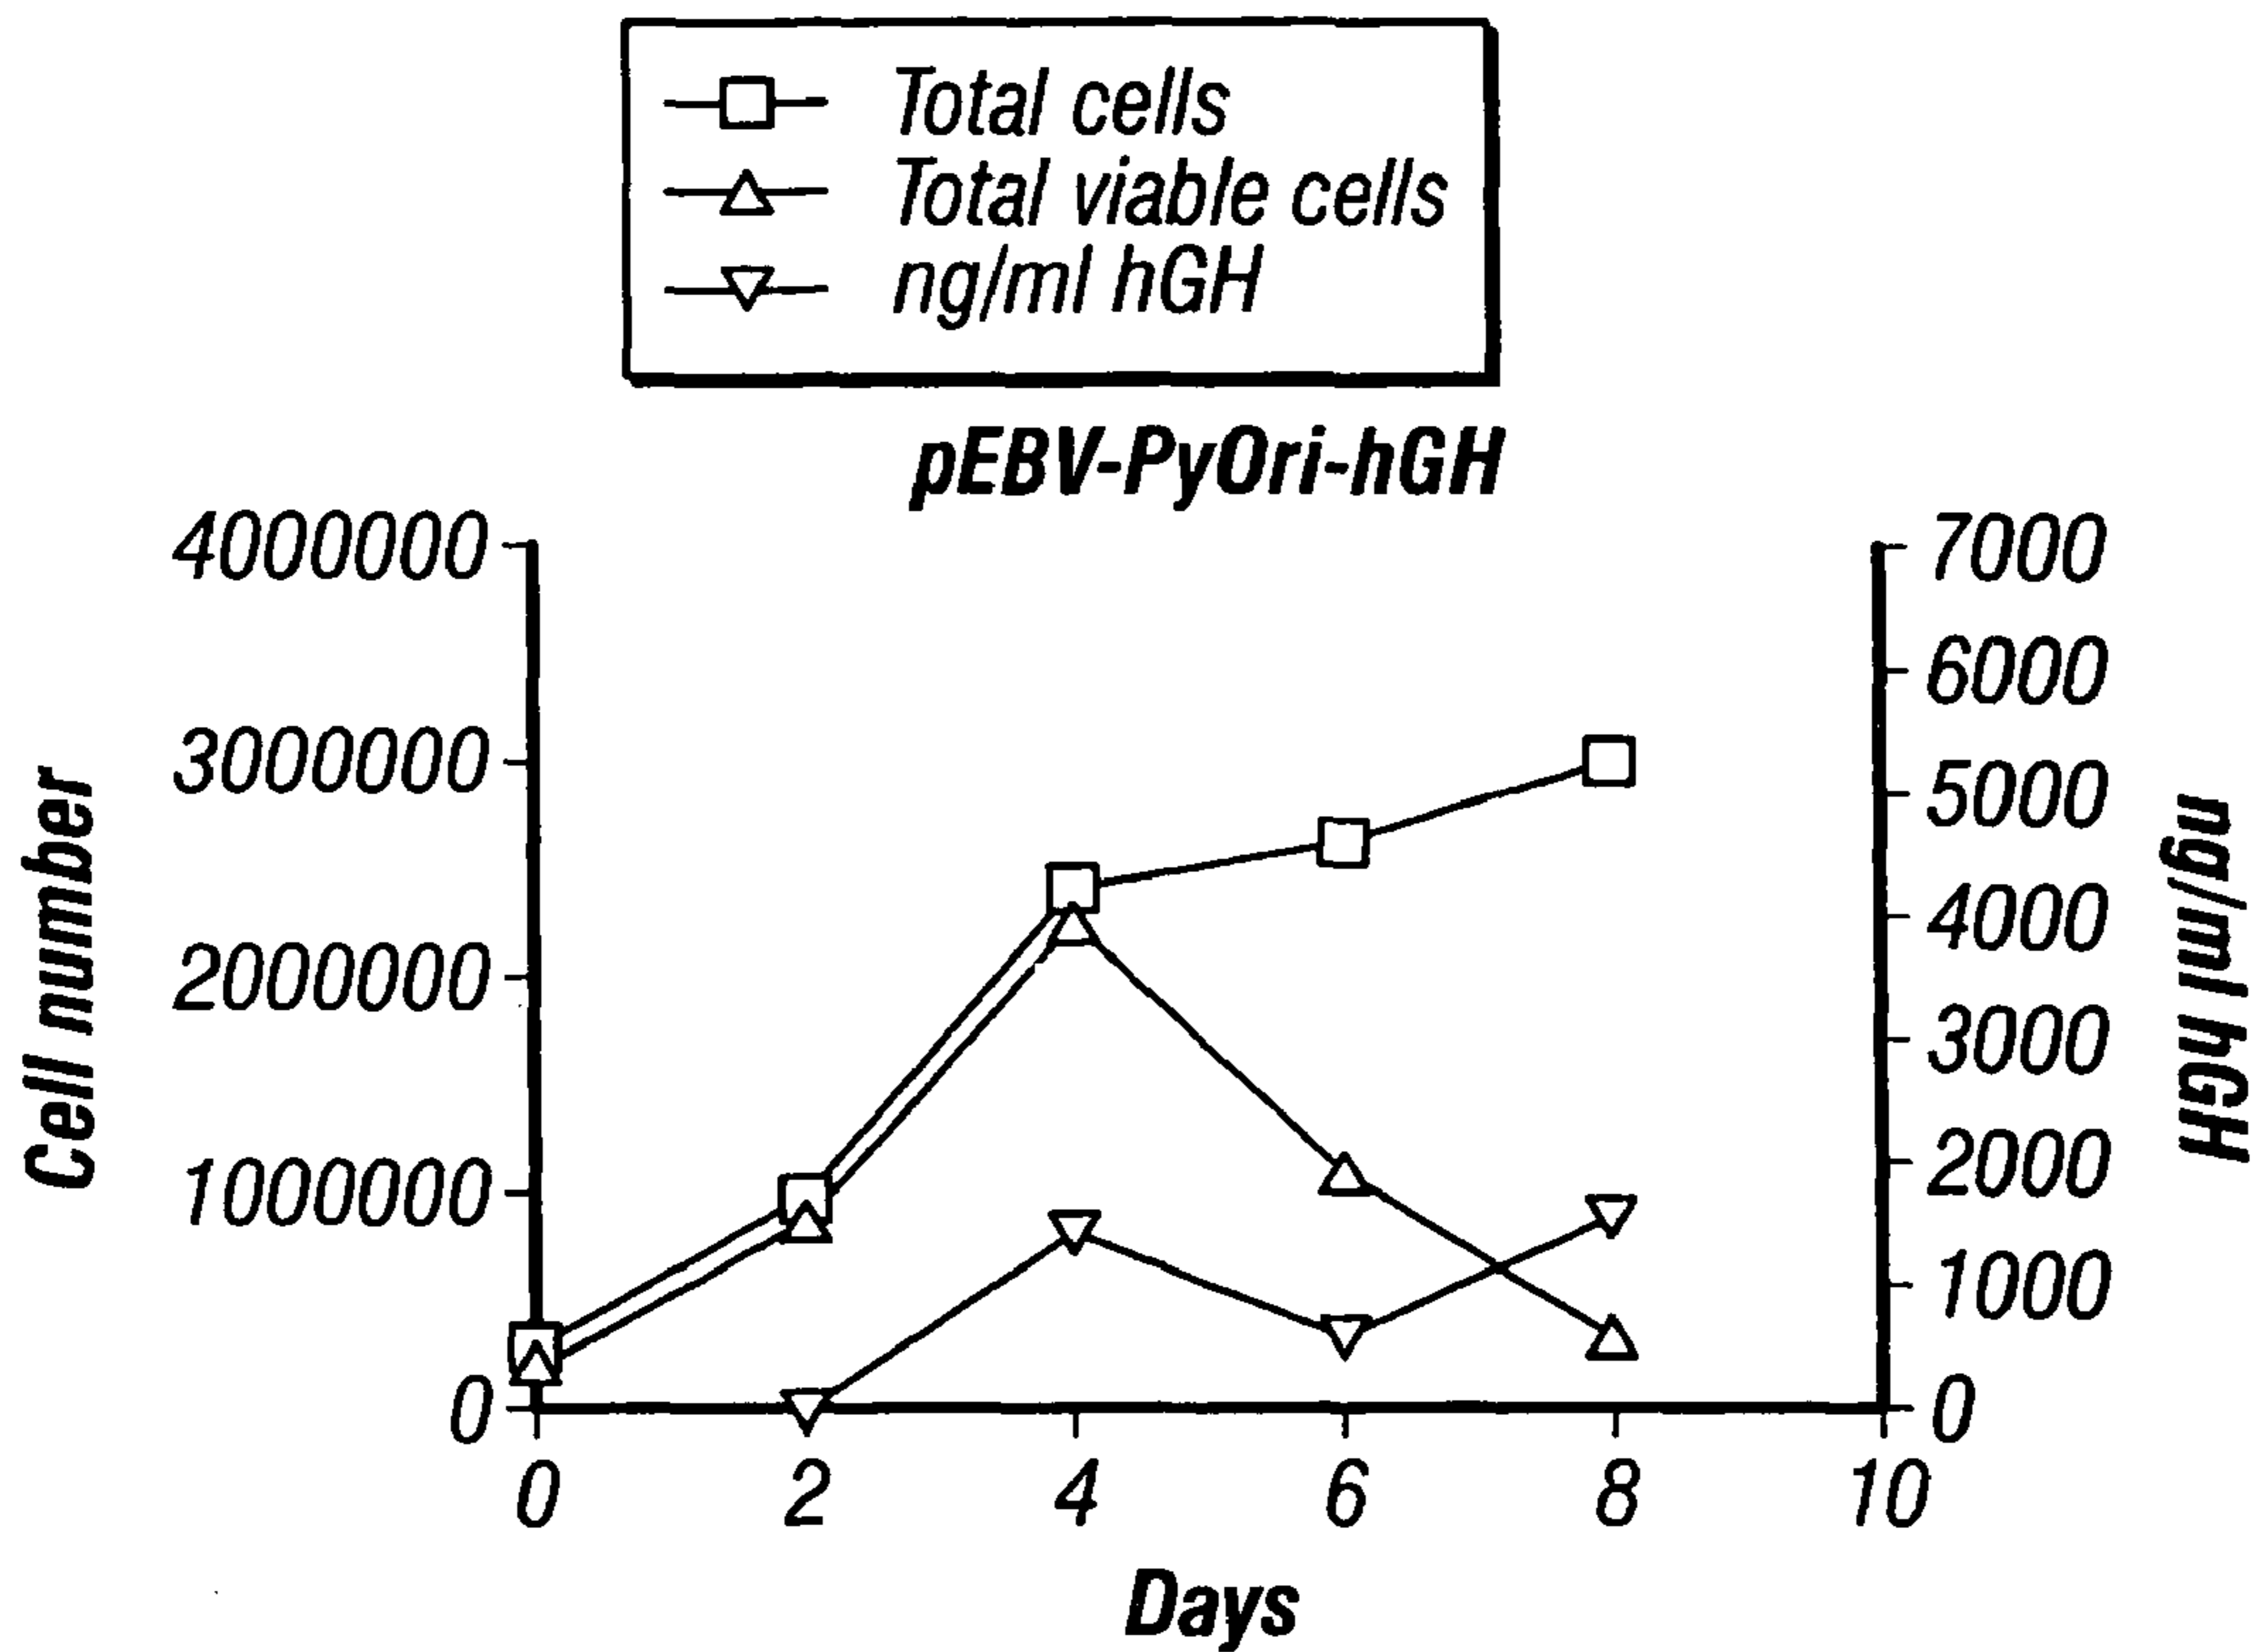 Total cells
Total viable cells
ng/ml hGH
pEBV-PyOri-hGH
4000000
3000000
2000000
1000000
0
Cell number
7000
6000
5000
4000
3000
2000
1000
0
ng/ml hGH
0 2 4 6 8 10
Days